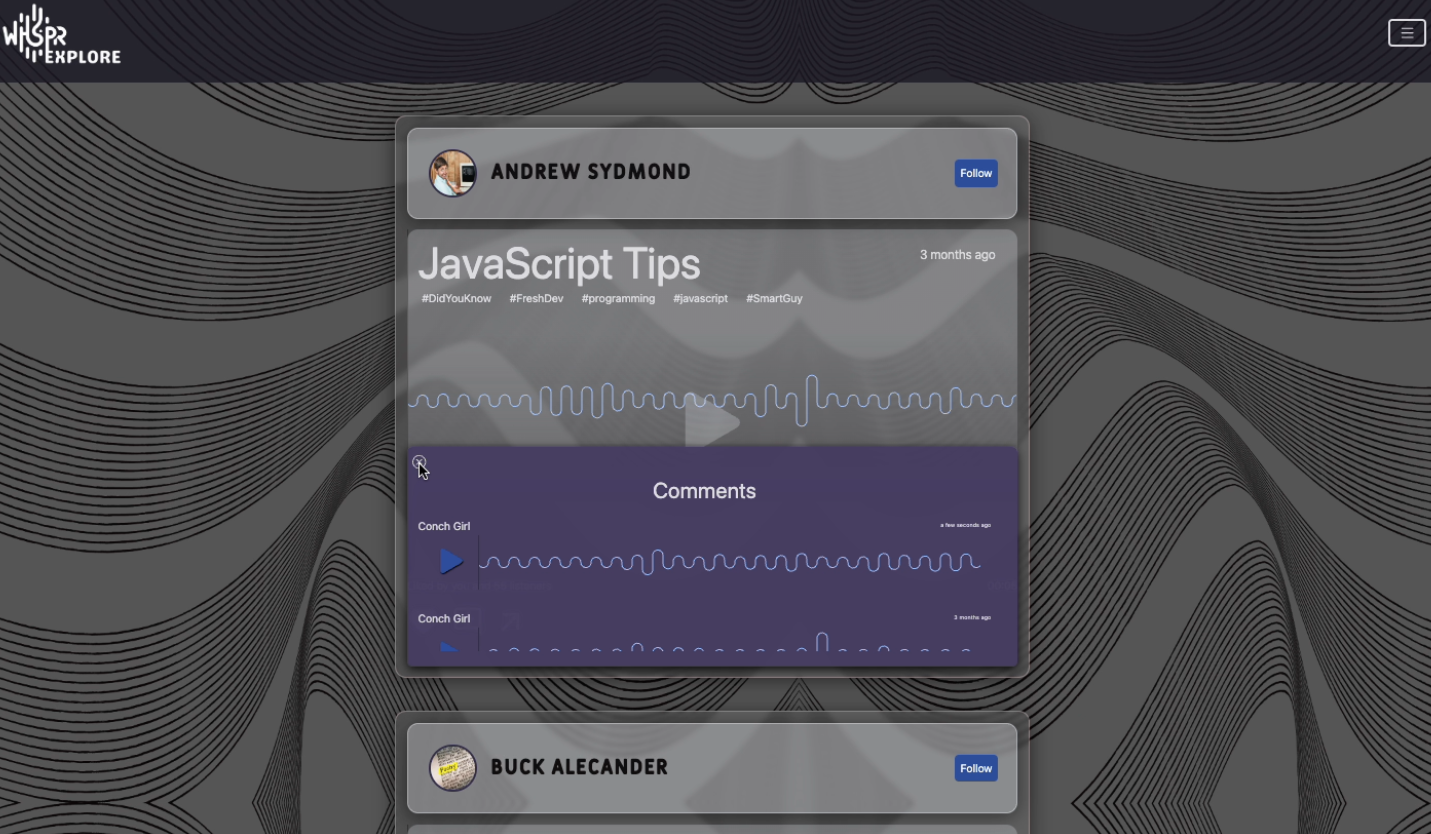 WHSPR
EXPLORE
ANDREW SYDMOND
Follow
JavaScript Tips
3 months ago
#DidYouKnow #FreshDev #programming #javascript #SmartGuy
Comments
Conch Girl
a few seconds ago
Conch Girl
3 months ago
BUCK ALECANDER
Follow